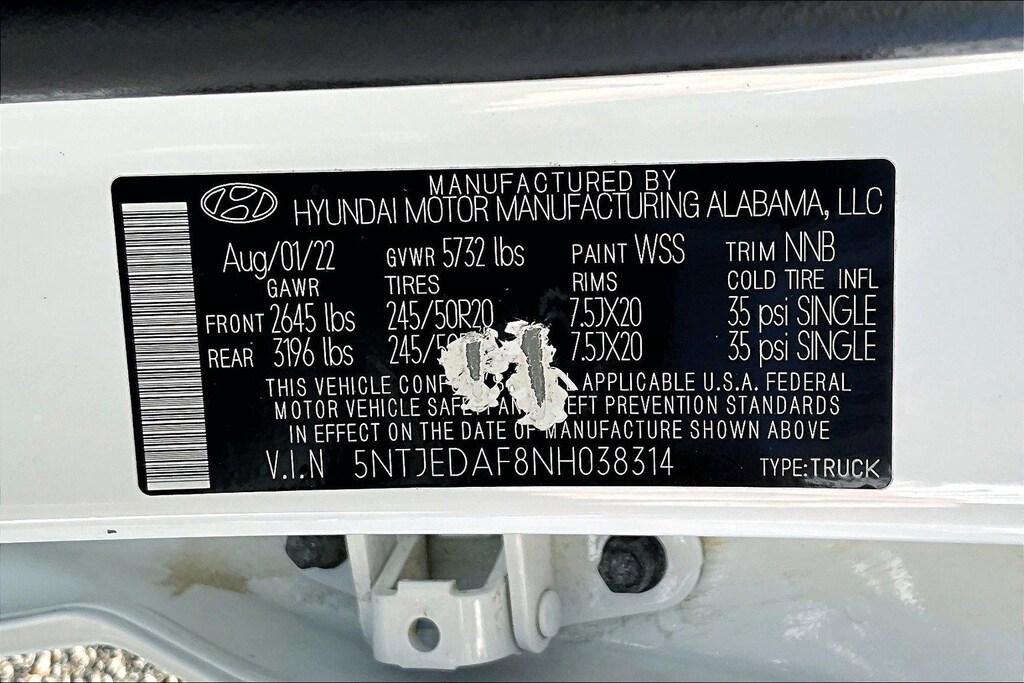 MANUFACTURED BY
HYUNDAI MOTOR MANUFACTURING ALABAMA, LLC
Aug/01/22 GVWR 5732 lbs PAINT WSS TRIM NNB
GAWR TIRES RIMS COLD TIRE INFL
FRONT 2645 lbs 245/50R20 7.5JX20 35 psi SINGLE
REAR 3196 lbs 7.5JX20 35 psi SINGLE
THIS VEHICLE APPLICABLE U.S.A. FEDERAL
MOTOR VEHICLE PREVENTION STANDARDS
IN EFFECT ON THE DATE OF MANUFACTURE SHOWN ABOVE
V.I.N 5NTJEDAF8NH038314 TYPE:TRUCK